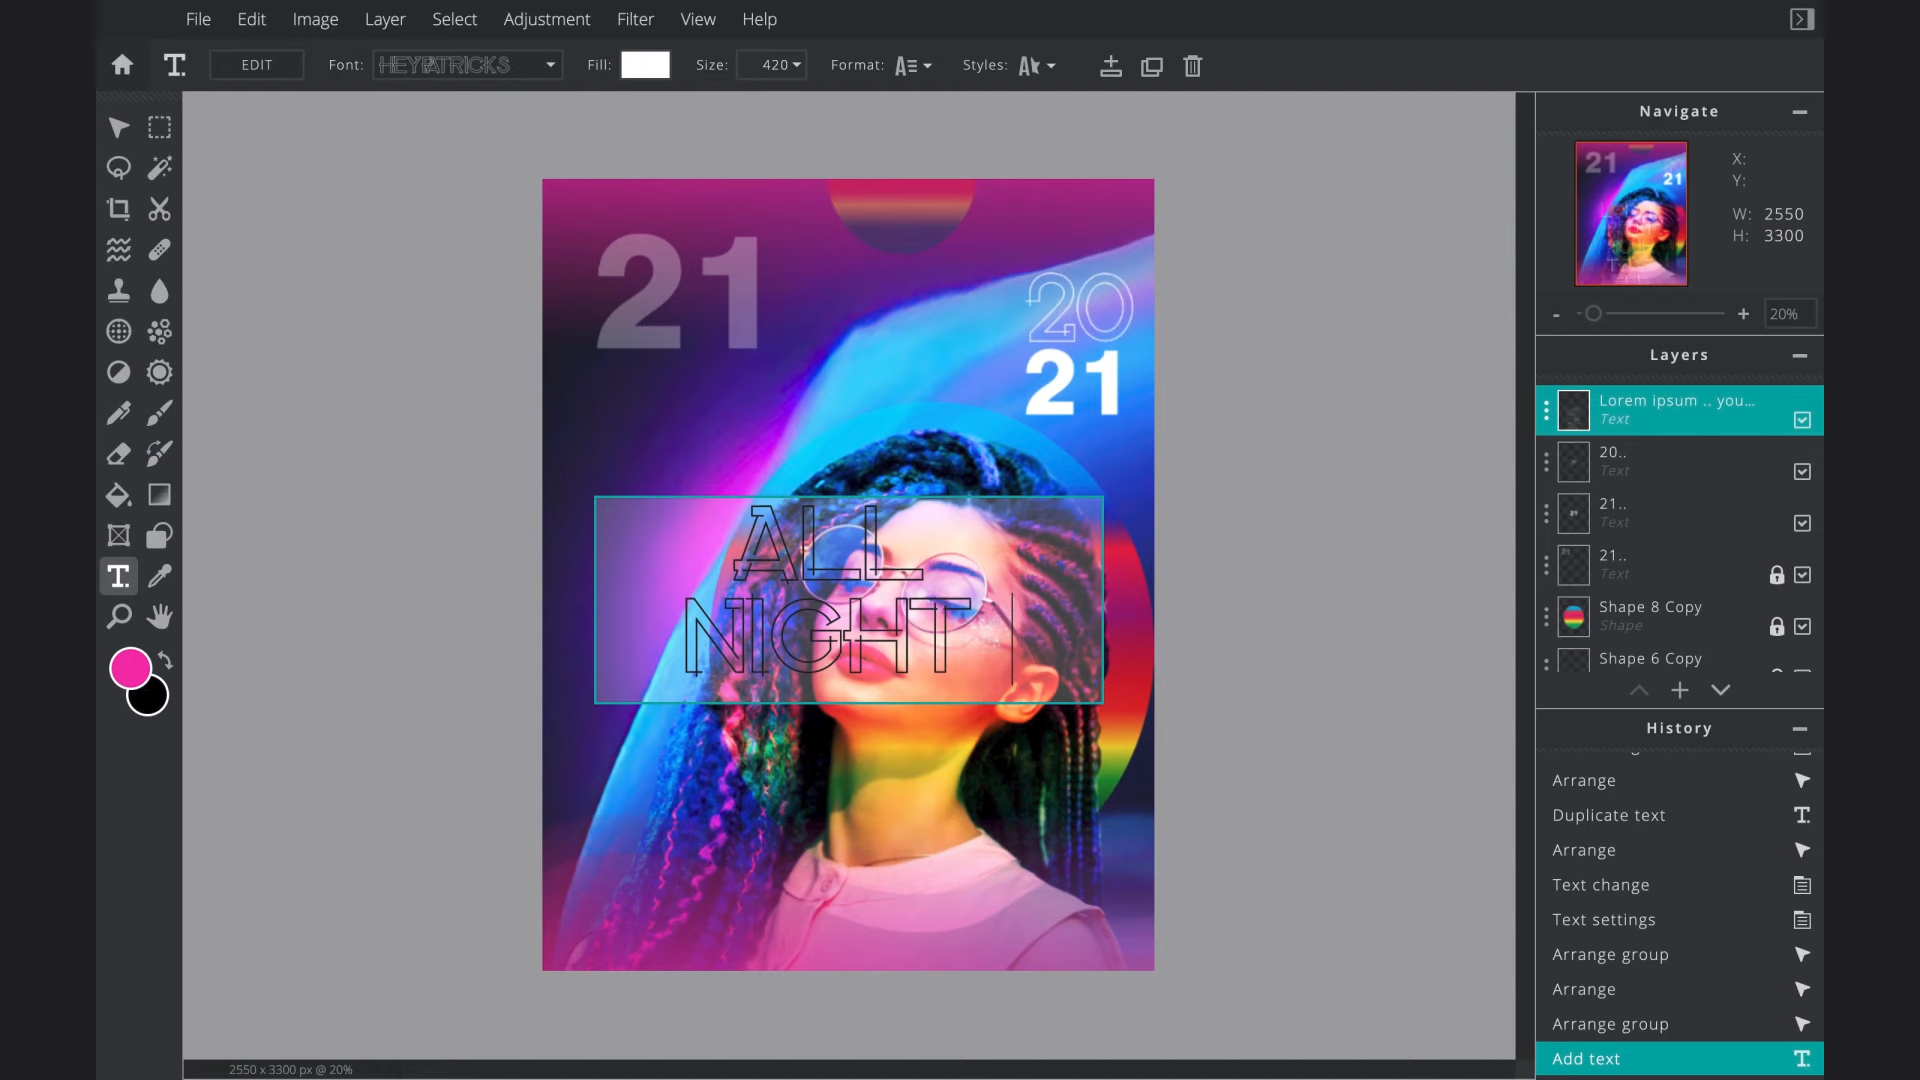 File Edit Image Layer Select Adjustment Filter View Help
EDIT Font: HEYPATRICKS Fill: Size: 420 Format: Styles:
Navigate
X:
Y:
W: 2550
H: 3300
- + 20%
21
20
21
ALL
NIGHT
21
21
Layers
Lorem ipsum .. you...
Text
20..
Text
21..
Text
21..
Text
Shape 8 Copy
Shape
Shape 6 Copy
History
Arrange
Duplicate text
Arrange
Text change
Text settings
Arrange group
Arrange
Arrange group
Add text
2550 x 3300 px @ 20%